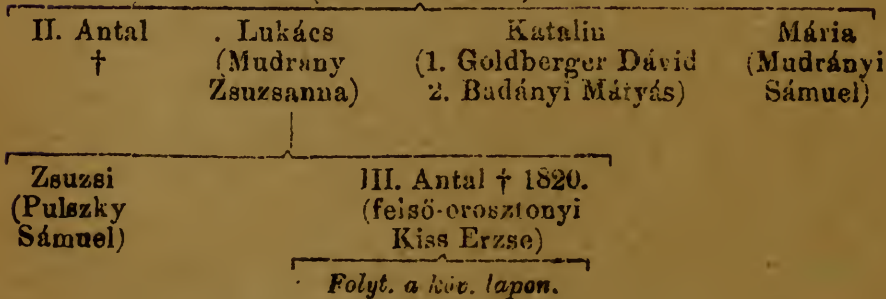 II. Antal
†
. Lukács
(Mudrany
Zsuzsanna)
Katalin
(1. Goldberger Dávid
2. Badányi Mátyás)
Mária
(Mudrányi
Sámuel)
Zsuzsi
(Pulszky
Sámuel)
III. Antal † 1820.
(felső-orosztonyi
Kiss Erzse)
Folyt. a köv. lapon.